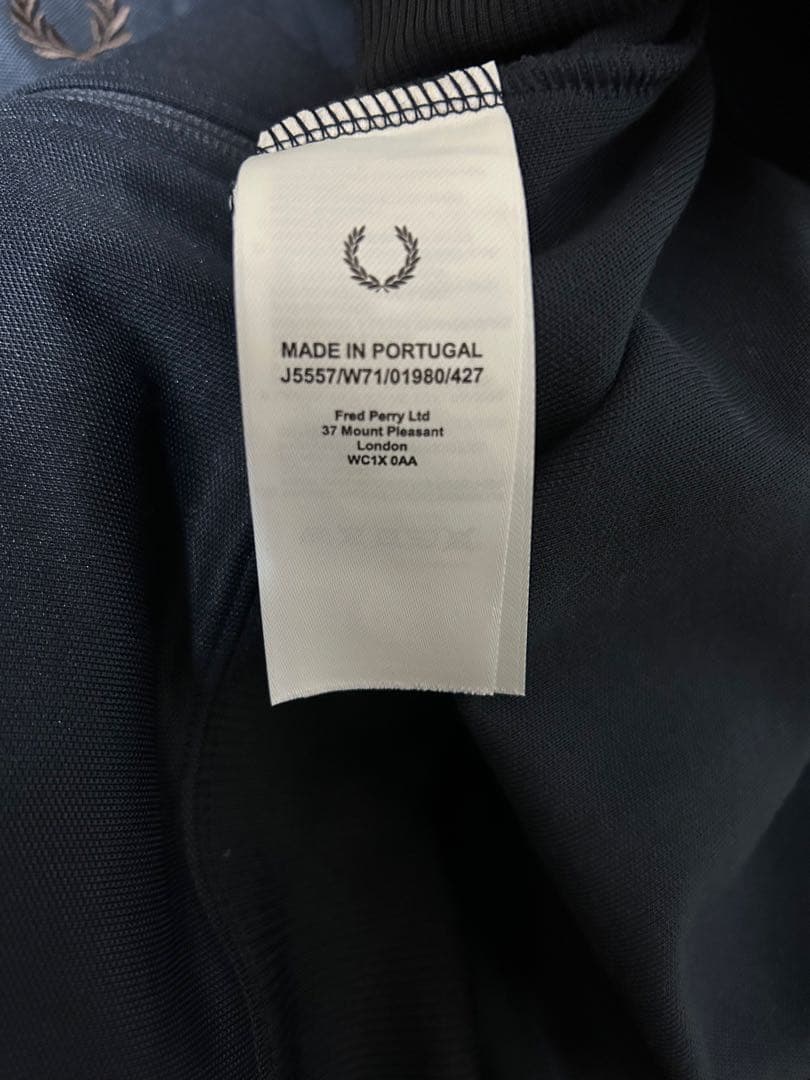 MADE IN PORTUGAL
J5557/W71/01980/427
Fred Perry Ltd
37 Mount Pleasant
London
WC1X 0AA